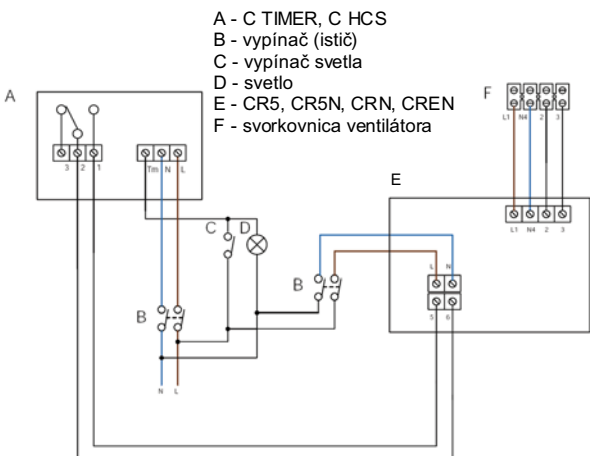 A - C TIMER, C HCS
B - vypínač (istič)
C - vypínač svetla
D - svetlo
E - CR5, CR5N, CRN, CREN
F - svorkovnica ventilátora
A
F
L1 N4 2 3
3 2 1
Tm N L
E
L1 N4 2 3
C D
B
L N
B
5 6
N L